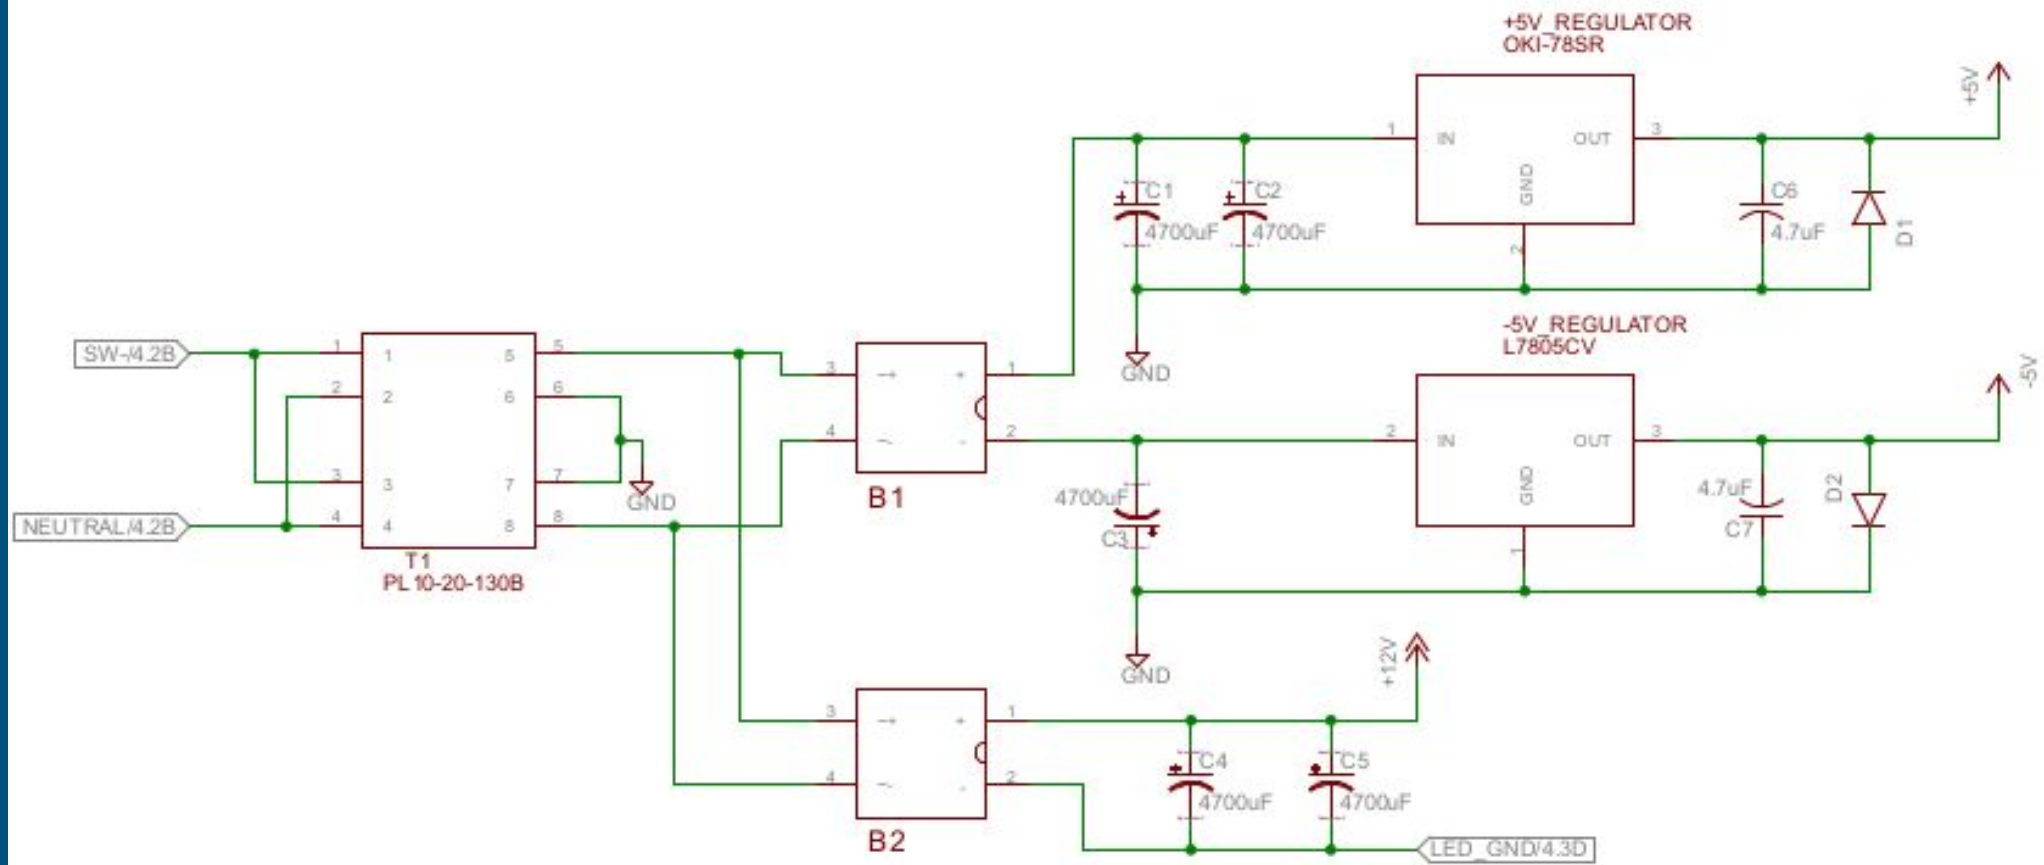 +5V_REGULATOR
OKI-78SR
+5V
1
IN
OUT
3
GND
2
C1
4700uF
C2
4700uF
C6
4.7uF
D1
GND
-5V_REGULATOR
L7805CV
-5V
2
IN
OUT
3
GND
1
4700uF
C3
4.7uF
C7
D2
GND
SW-/4.2B
NEUTRAL/4.2B
1
2
3
4
1
2
3
4
5
6
7
8
5
6
7
8
T1
PL10-20-130B
GND
3
4
~
~
+
-
1
2
B1
3
4
~
~
+
-
1
2
B2
+12V
C4
4700uF
C5
4700uF
LED_GND/4.3D